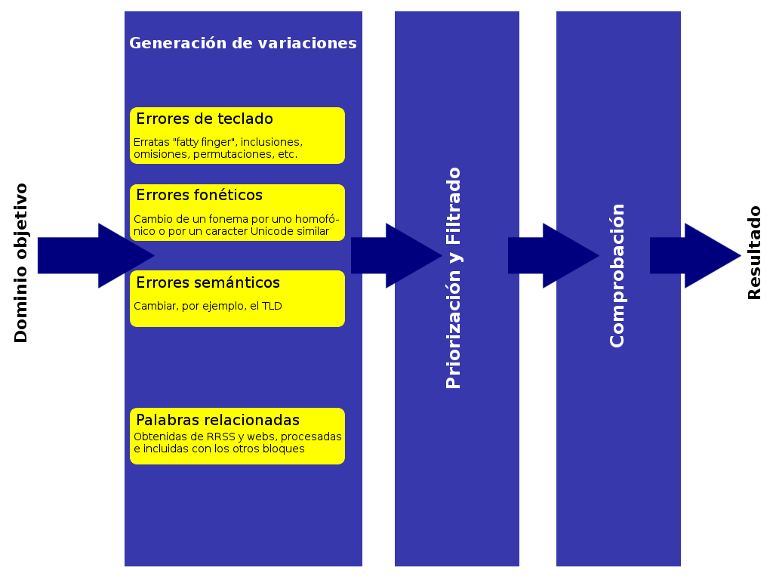 Dominio objetivo
Generación de variaciones
Errores de teclado
Erratas "fatty finger", inclusiones,
omisiones, permutaciones, etc.
Errores fonéticos
Cambio de un fonema por uno homofó-
nico o por un caracter Unicode similar
Errores semánticos
Cambiar, por ejemplo, el TLD
Palabras relacionadas
Obtenidas de RRSS y webs, procesadas
e incluidas con los otros bloques
Priorización y Filtrado
Comprobación
Resultado